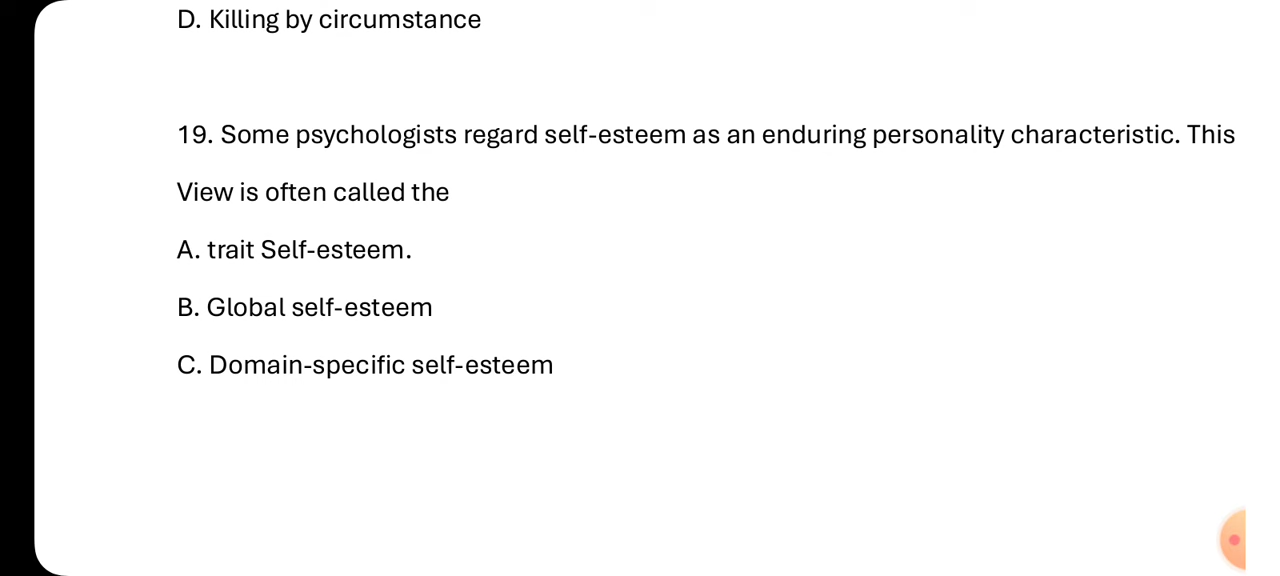 D. Killing by circumstance
19. Some psychologists regard self-esteem as an enduring personality characteristic. This
View is often called the
A. trait Self-esteem.
B. Global self-esteem
C. Domain-specific self-esteem